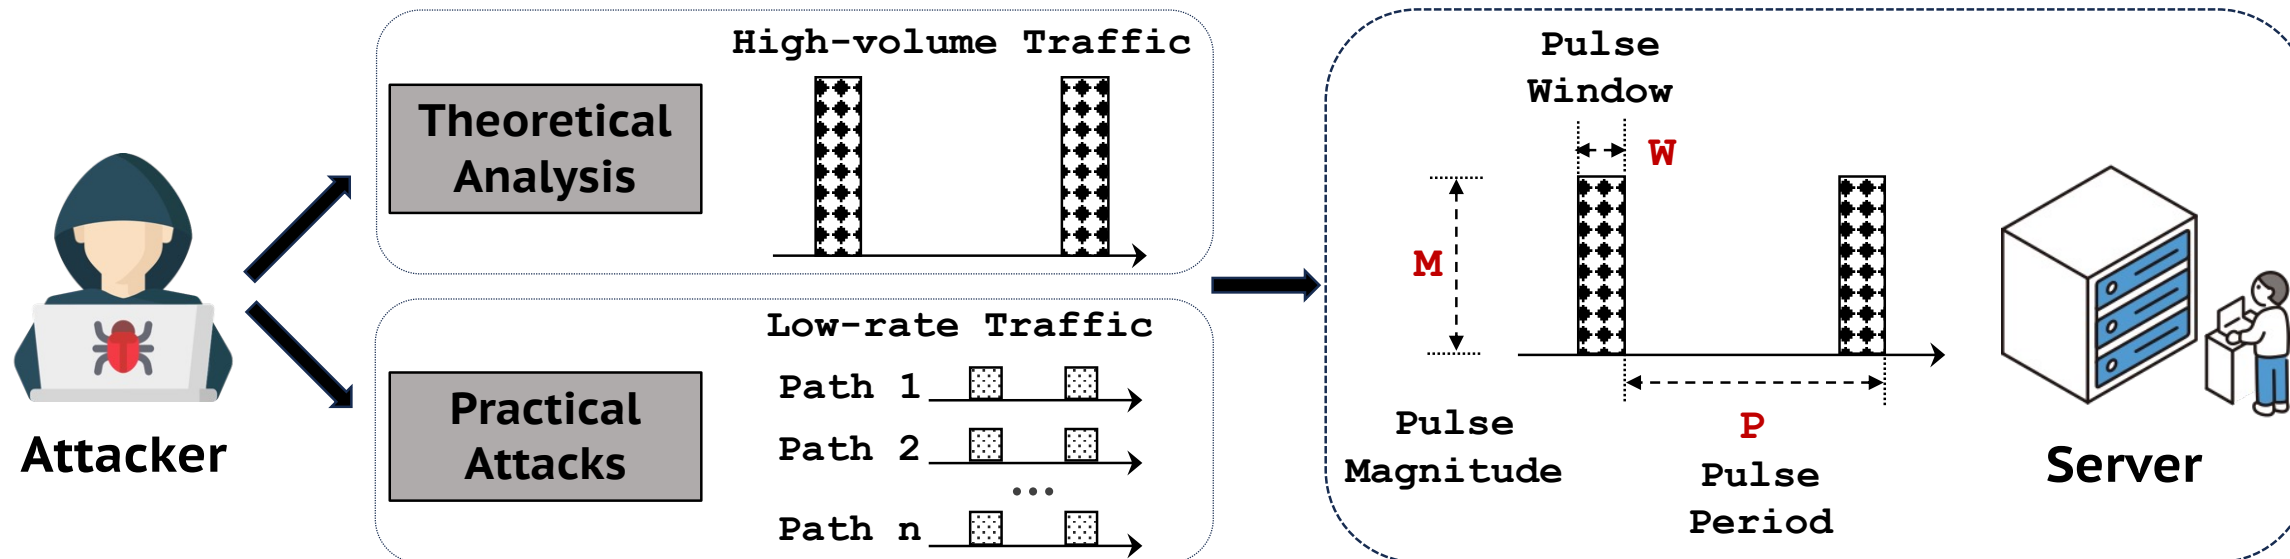 Attacker
Theoretical
Analysis
High-volume Traffic
Practical
Attacks
Low-rate Traffic
Path 1
Path 2
...
Path n
Pulse
Window
W
M
Pulse
Magnitude
P
Pulse
Period
Server